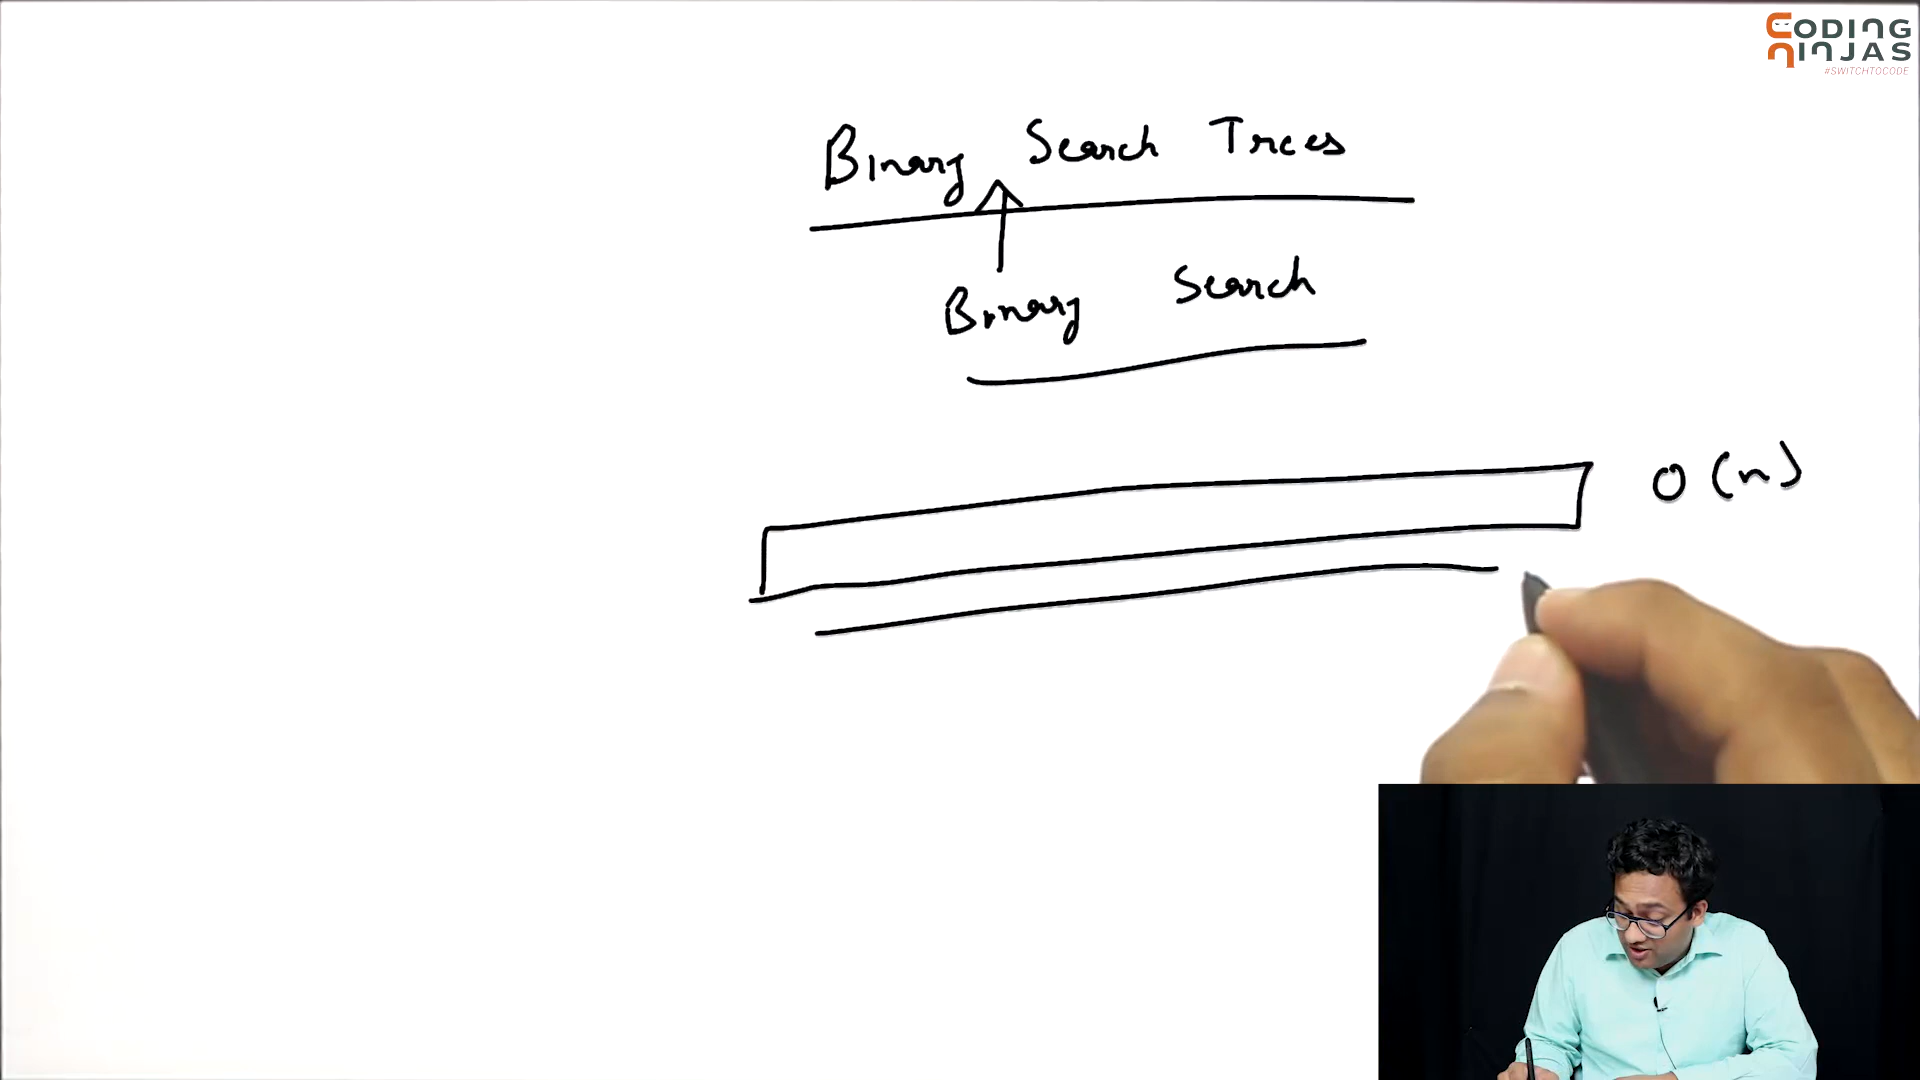 CODING
NINJAS
#SWITCHTOCODE
Binary Search Trees
Binary Search
O(n)